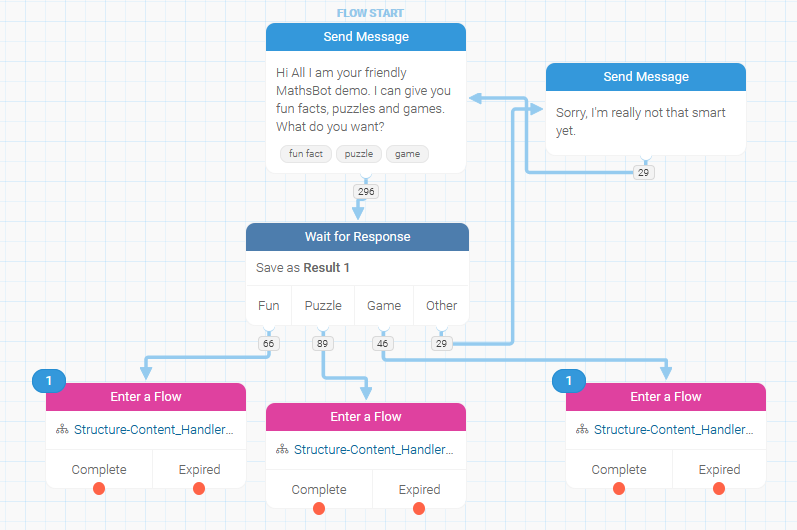 FLOW START
Send Message
Hi All I am your friendly
MathsBot demo. I can give you
fun facts, puzzles and games.
What do you want?
fun fact puzzle game
296
Send Message
Sorry, I'm really not that smart
yet.
29
Wait for Response
Save as Result 1
Fun Puzzle Game Other
66 89 46 29
1
Enter a Flow
Structure-Content_Handler...
Complete Expired
Enter a Flow
Structure-Content_Handler...
Complete Expired
1
Enter a Flow
Structure-Content_Handler...
Complete Expired